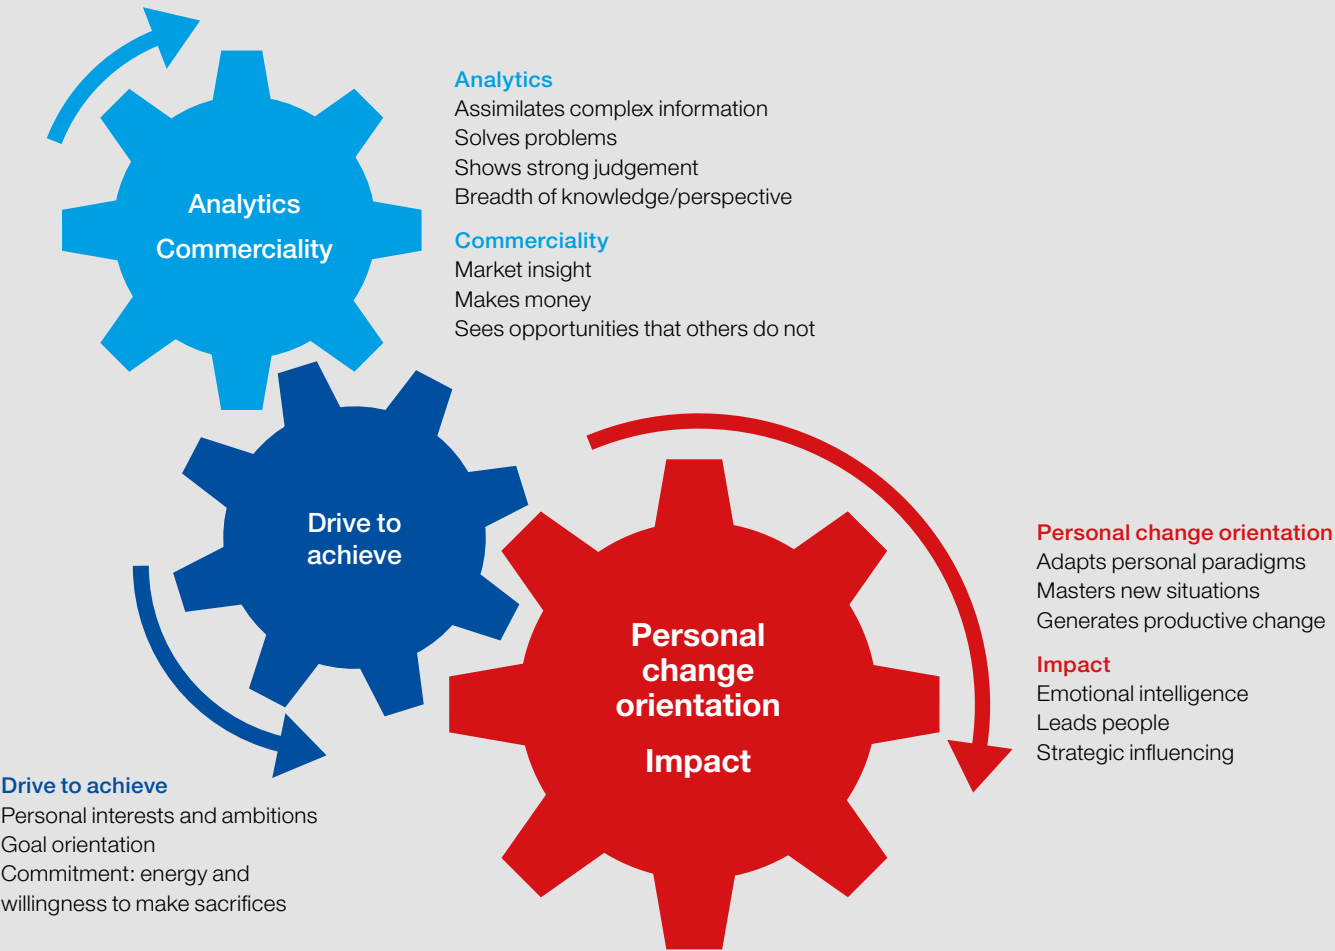 Analytics
Commerciality
Analytics
Assimilates complex information
Solves problems
Shows strong judgement
Breadth of knowledge/perspective
Commerciality
Market insight
Makes money
Sees opportunities that others do not
Drive to
achieve
Drive to achieve
Personal interests and ambitions
Goal orientation
Commitment: energy and
willingness to make sacrifices
Personal
change
orientation
Impact
Personal change orientation
Adapts personal paradigms
Masters new situations
Generates productive change
Impact
Emotional intelligence
Leads people
Strategic influencing